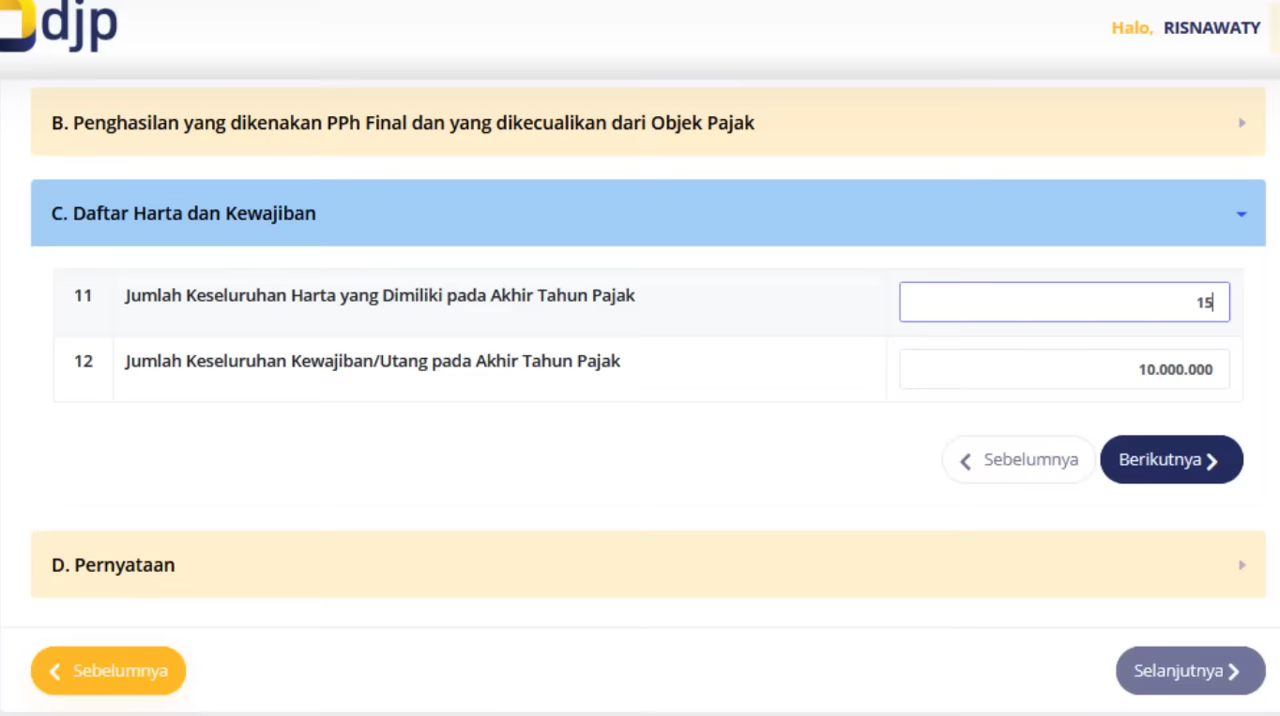 djp
Halo, RISNAWATY
B. Penghasilan yang dikenakan PPh Final dan yang dikecualikan dari Objek Pajak
C. Daftar Harta dan Kewajiban
11 Jumlah Keseluruhan Harta yang Dimiliki pada Akhir Tahun Pajak 15
12 Jumlah Keseluruhan Kewajiban/Utang pada Akhir Tahun Pajak 10.000.000
Sebelumnya Berikutnya
D. Pernyataan
Sebelumnya Selanjutnya